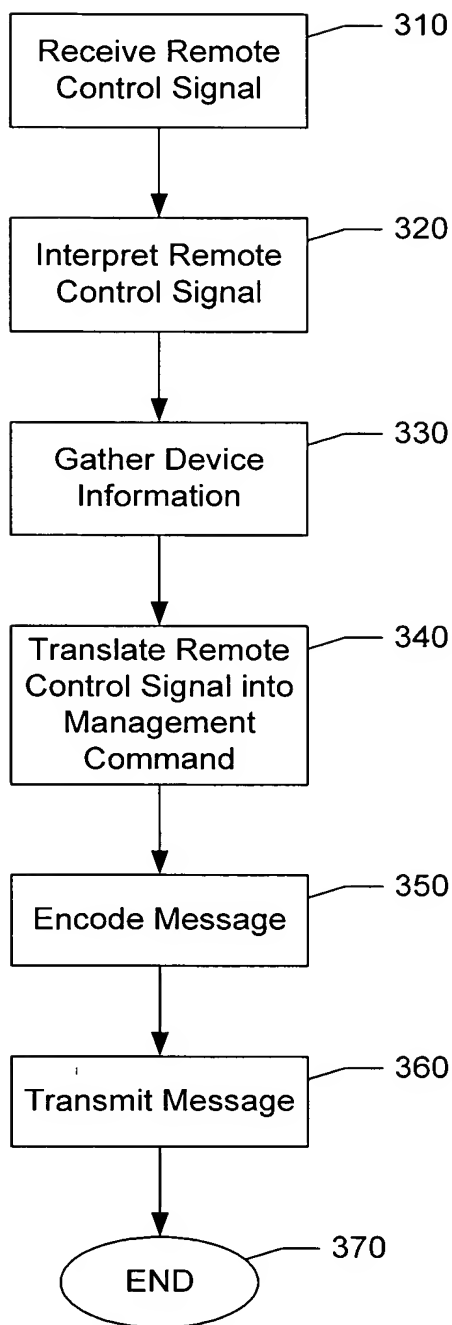 310
Receive Remote
Control Signal
320
Interpret Remote
Control Signal
330
Gather Device
Information
340
Translate Remote
Control Signal into
Management
Command
350
Encode Message
360
Transmit Message
370
END